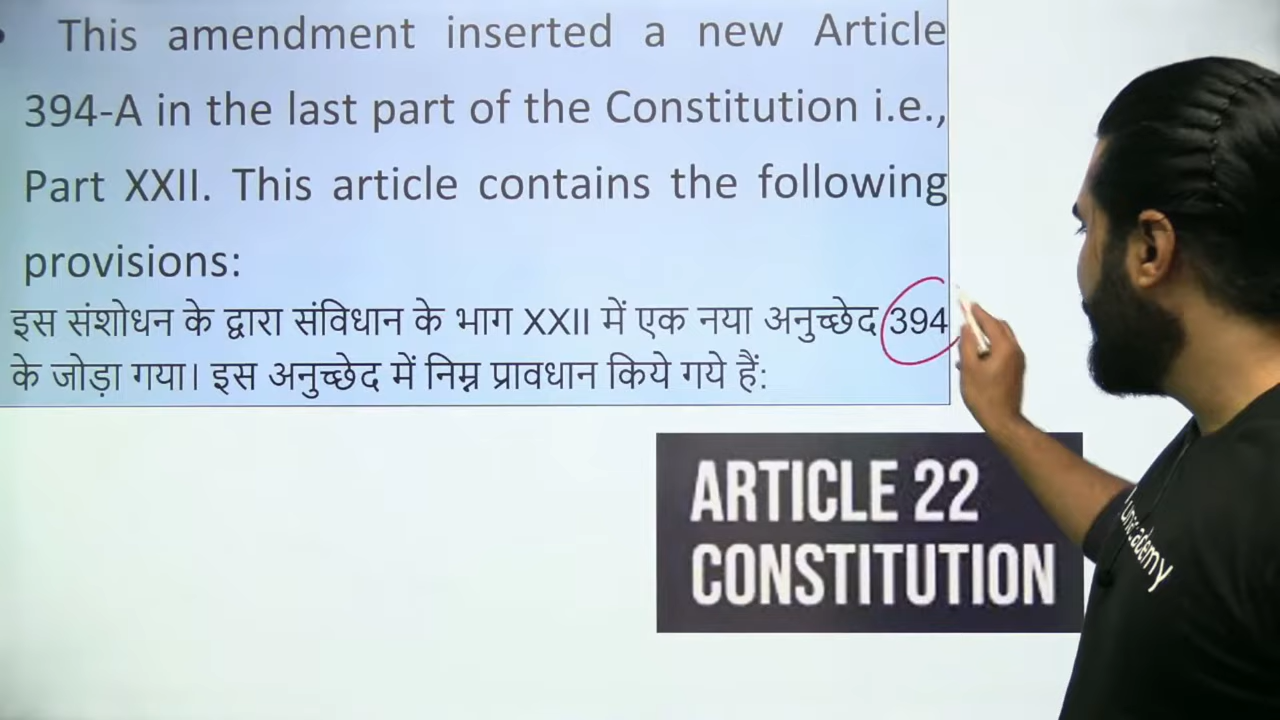 • This amendment inserted a new Article
394-A in the last part of the Constitution i.e.,
Part XXII. This article contains the following
provisions:
इस संशोधन के द्वारा संविधान के भाग XXII में एक नया अनुच्छेद 394
के जोड़ा गया। इस अनुच्छेद में निम्न प्रावधान किये गये हैं:
ARTICLE 22
CONSTITUTION
unacademy